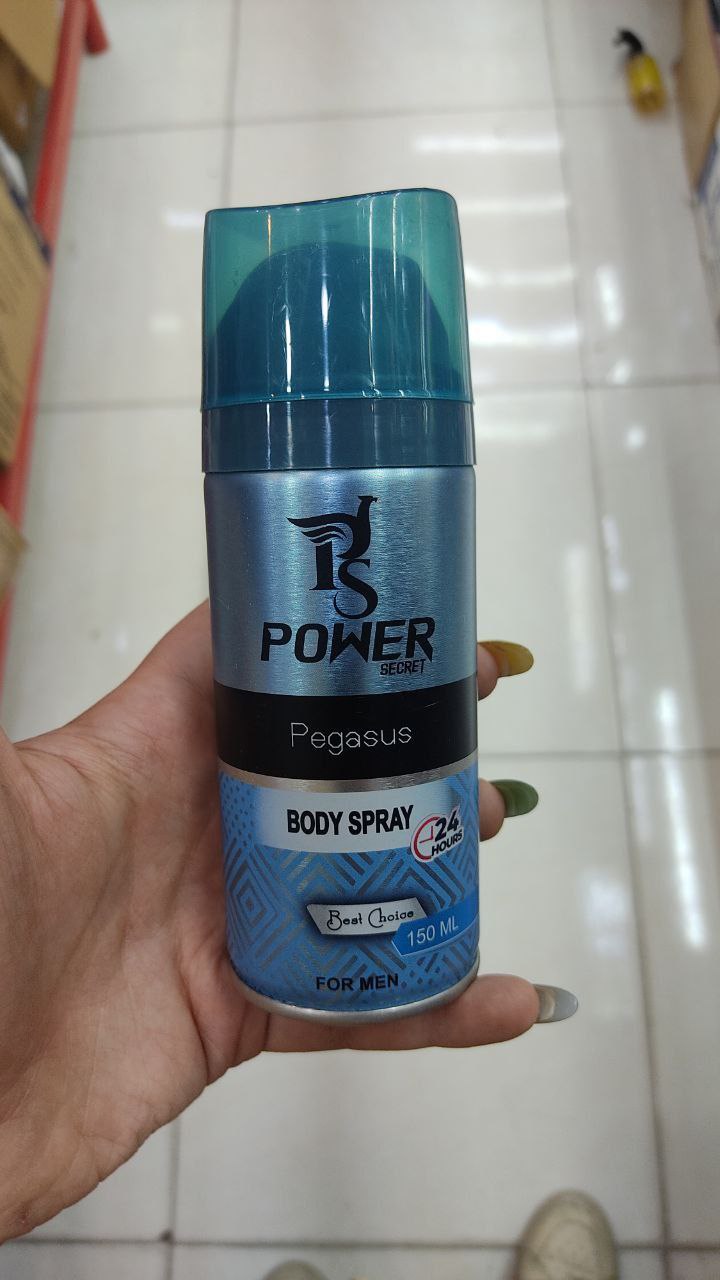 PS
POWER
SECRET
Pegasus
BODY SPRAY
24
HOURS
Best Choice
150 ML
FOR MEN